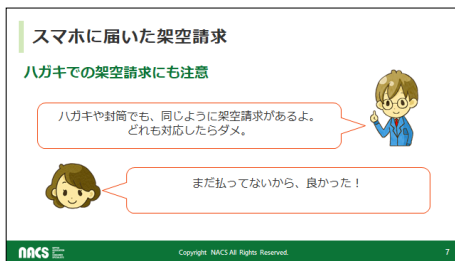 スマホに届いた架空請求
ハガキでの架空請求にも注意
ハガキや封筒でも、同じように架空請求があるよ。
どれも対応したらダメ。
まだ払ってないから、良かった！
NACS
Copyright NACS All Rights Reserved.
7